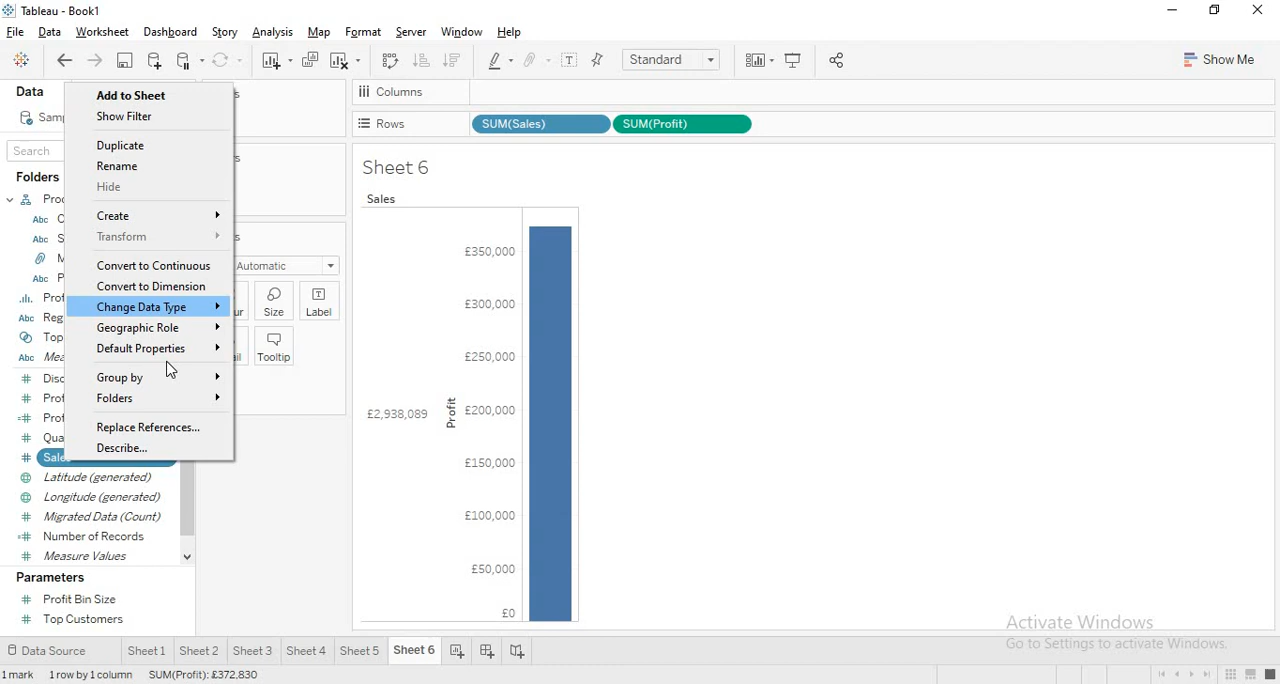 Tableau - Book1
File Data Worksheet Dashboard Story Analysis Map Format Server Window Help
Standard
Show Me
Data
Columns
Rows
SUM(Sales)
SUM(Profit)
Search
Folders
Abc
Abc
Abc
Abc
Abc
Add to Sheet
Show Filter
Duplicate
Rename
Hide
Create
Transform
Convert to Continuous
Convert to Dimension
Change Data Type
Geographic Role
Default Properties
Group by
Folders
Replace References...
Describe...
Automatic
Size
Label
Tooltip
Latitude (generated)
Longitude (generated)
Migrated Data (Count)
Number of Records
Measure Values
Parameters
Profit Bin Size
Top Customers
Sheet 6
Sales
£2,938,089
Profit
£350,000
£300,000
£250,000
£200,000
£150,000
£100,000
£50,000
£0
Activate Windows
Go to Settings to activate Windows.
Data Source
Sheet 1
Sheet 2
Sheet 3
Sheet 4
Sheet 6
1 mark 1 row by 1 column SUM(Profit): £372,830